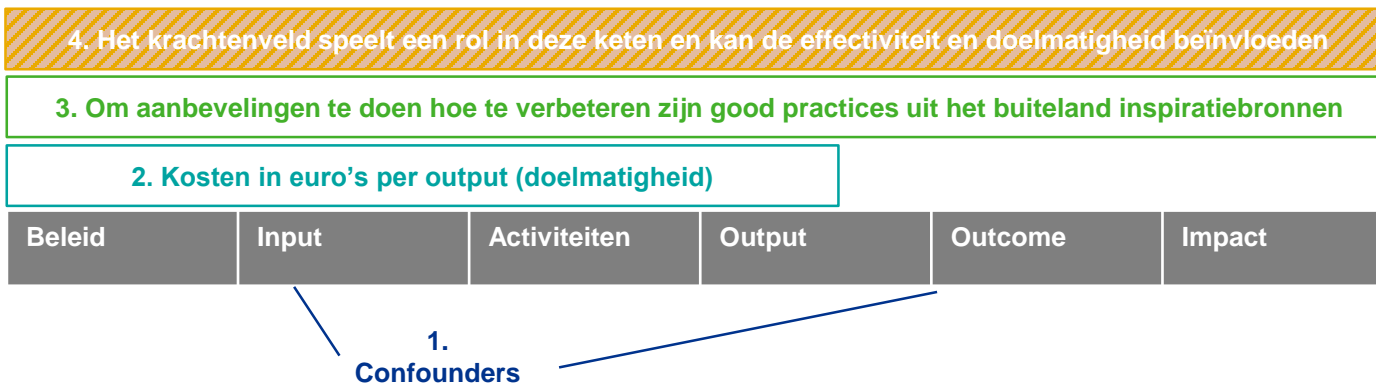 4. Het krachtenveld speelt een rol in deze keten en kan de effectiviteit en doelmatigheid beïnvloeden
3. Om aanbevelingen te doen hoe te verbeteren zijn good practices uit het buiteland inspiratiebronnen
2. Kosten in euro's per output (doelmatigheid)
Beleid Input Activiteiten Output Outcome Impact
1.
Confounders